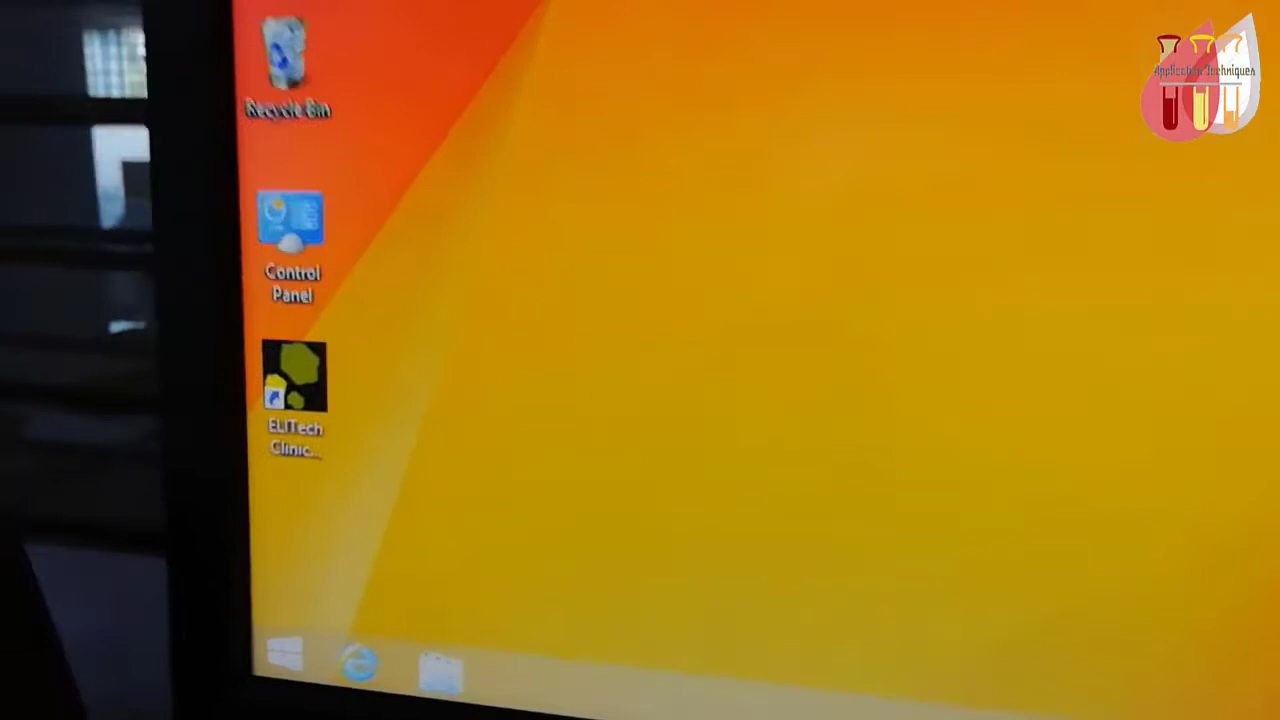 Application Techniques
Recycle Bin
Control
Panel
ELITech
Clinic...